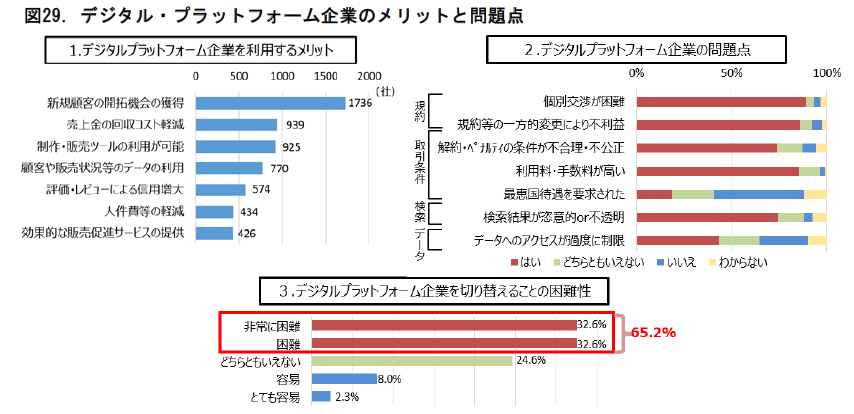 図29. デジタル・プラットフォーム企業のメリットと問題点
1.デジタルプラットフォーム企業を利用するメリット
0 500 1000 1500 2000
(社)
新規顧客の開拓機会の獲得 1736
売上金の回収コスト軽減 939
制作・販売ツールの利用が可能 925
顧客や販売状況等のデータの利用 770
評価・レビューによる信用増大 574
人件費等の軽減 434
効果的な販売促進サービスの提供 426
2.デジタルプラットフォーム企業の問題点
0% 50% 100%
規約
個別交渉が困難
規約等の一方的変更により不利益
取引条件
解約・ペナルティの条件が不合理・不公正
利用料・手数料が高い
最恵国待遇を要求された
検索
検索結果が恣意的or不透明
データ
データへのアクセスが過度に制限
はい どちらともいえない いいえ わからない
3.デジタルプラットフォーム企業を切り替えることの困難性
非常に困難 32.6%
困難 32.6%
65.2%
どちらともいえない 24.6%
容易 8.0%
とても容易 2.3%